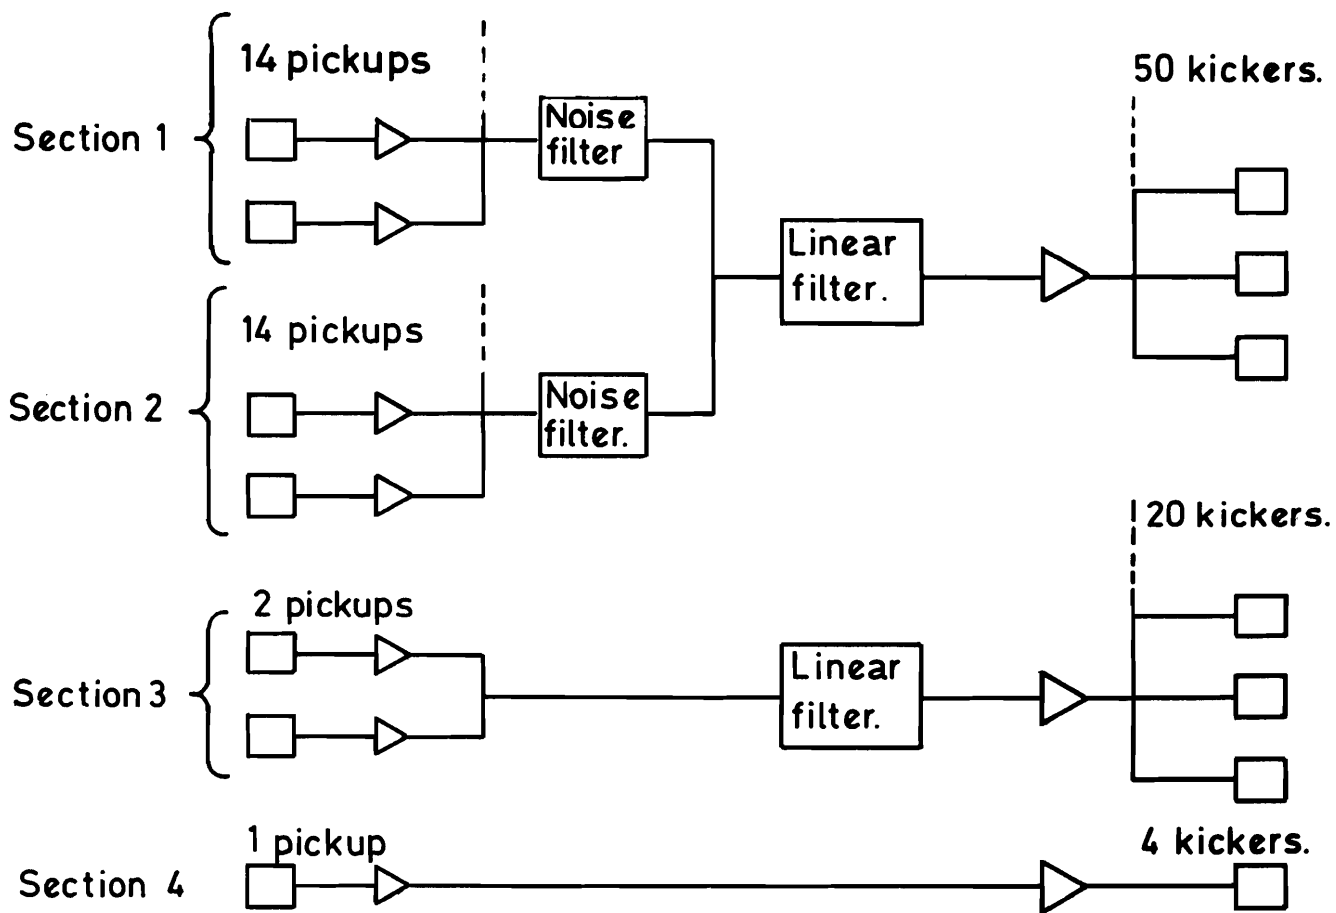 14 pickups
50 kickers.
Section 1
Noise
filter
Linear
filter.
14 pickups
Section 2
Noise
filter.
20 kickers.
2 pickups
Section 3
Linear
filter.
1 pickup
4 kickers.
Section 4